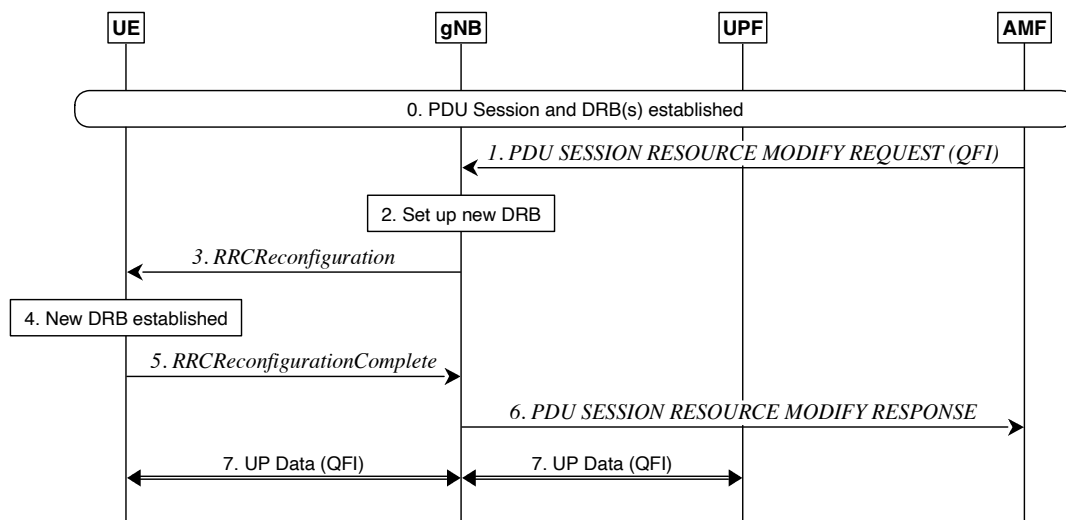 UE
gNB
UPF
AMF
0. PDU Session and DRB(s) established
1. PDU SESSION RESOURCE MODIFY REQUEST (QFI)
2. Set up new DRB
3. RRCReconfiguration
4. New DRB established
5. RRCReconfigurationComplete
6. PDU SESSION RESOURCE MODIFY RESPONSE
7. UP Data (QFI)
7. UP Data (QFI)